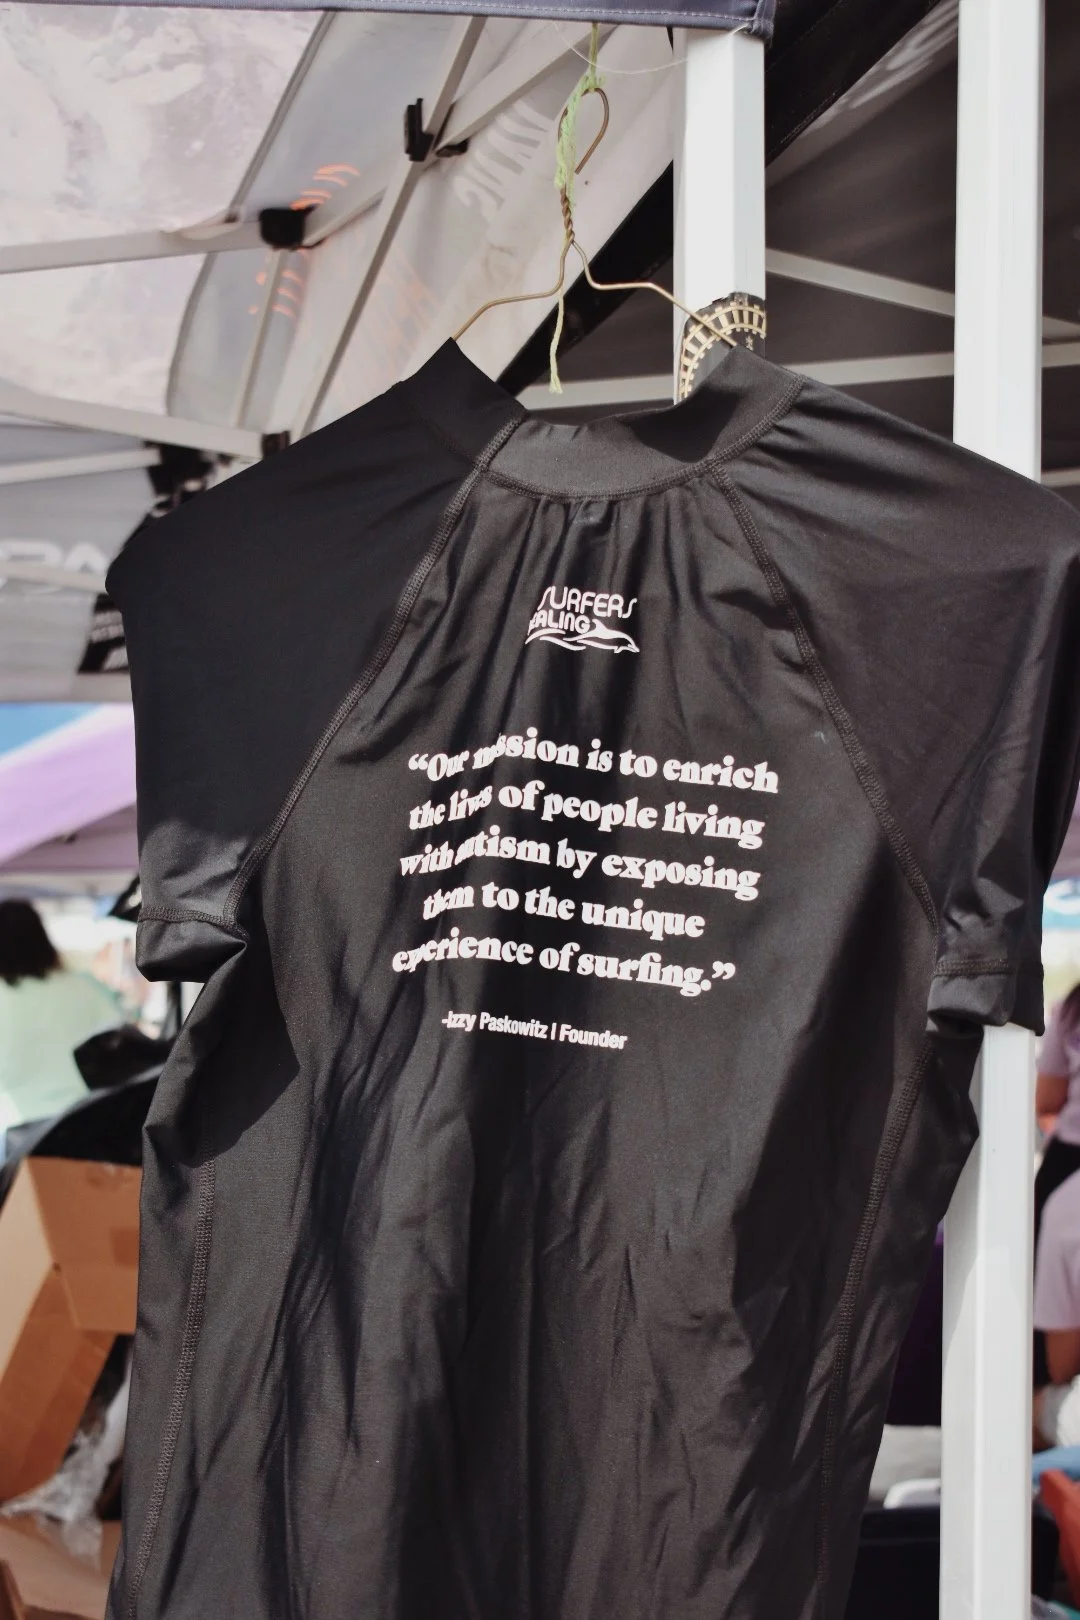 SURFERS
HEALING
“Our mission is to enrich
the lives of people living
with autism by exposing
them to the unique
experience of surfing.”
-Izzy Paskowitz | Founder